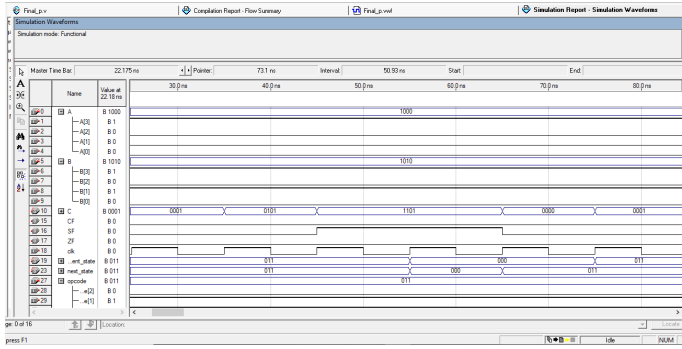 Final_p.v
Compilation Report - Flow Summary
Final_p.vwf
Simulation Report - Simulation Waveforms
Simulation Waveforms
Simulation mode: Functional
Master Time Bar: 22.175 ns
Pointer: 73.1 ns
Interval: 50.93 ns
Start:
End:
Name
Value at 22.18 ns
30.0 ns 40.0 ns 50.0 ns 60.0 ns 70.0 ns 80.0 ns
0 A B 1000 1000
1 A[3] B 1
2 A[2] B 0
3 A[1] B 0
4 A[0] B 0
5 B B 1010 1010
6 B[3] B 1
7 B[2] B 0
8 B[1] B 1
9 B[0] B 0
10 C B 0001 0001 0101 1101 0000 0001
15 CF B 0
16 SF B 0
17 ZF B 0
18 clk B 0
19 ...ent_state B 011 011 000 011
23 next_state B 011 011 000 011
27 opcode B 011 011
28 ...e[2] B 0
29 ...e[1] B 1
ge: 0 of 16
Location:
Locate
press F1
Idle
NUM